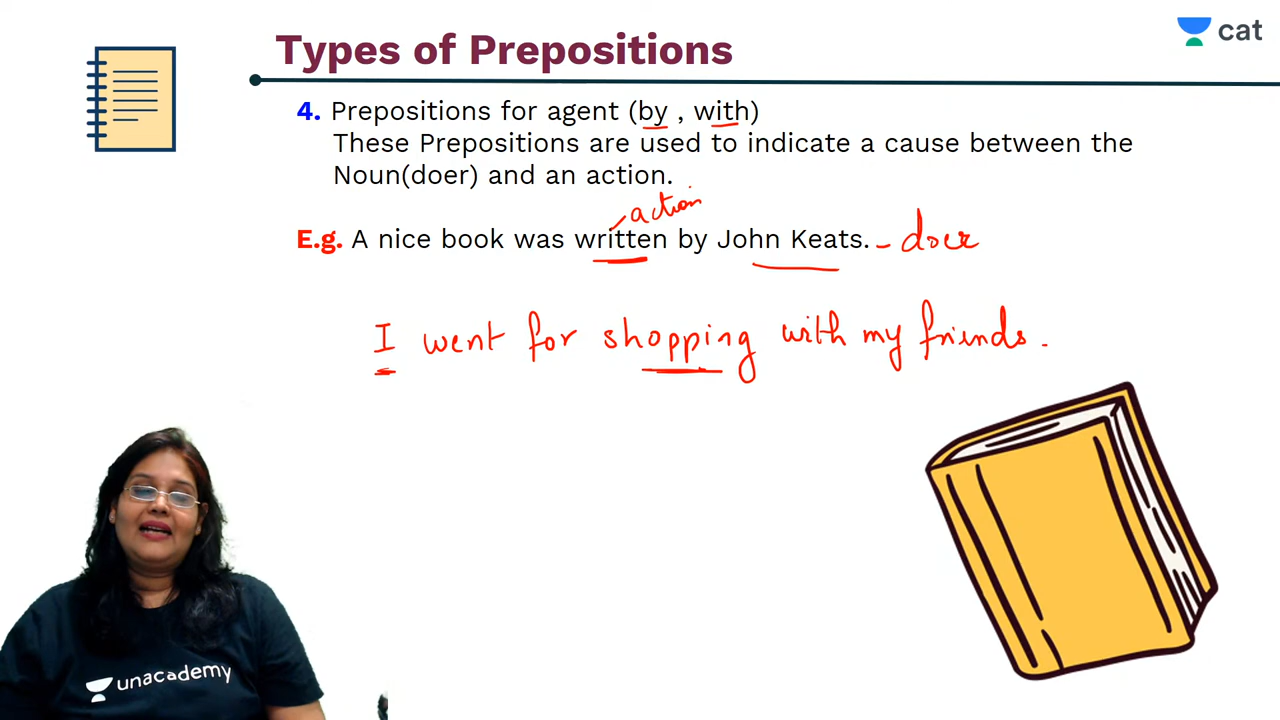 Types of Prepositions
cat
4. Prepositions for agent (by , with)
These Prepositions are used to indicate a cause between the
Noun(doer) and an action.
action
E.g. A nice book was written by John Keats. - doer
I went for shopping with my friends.
unacademy